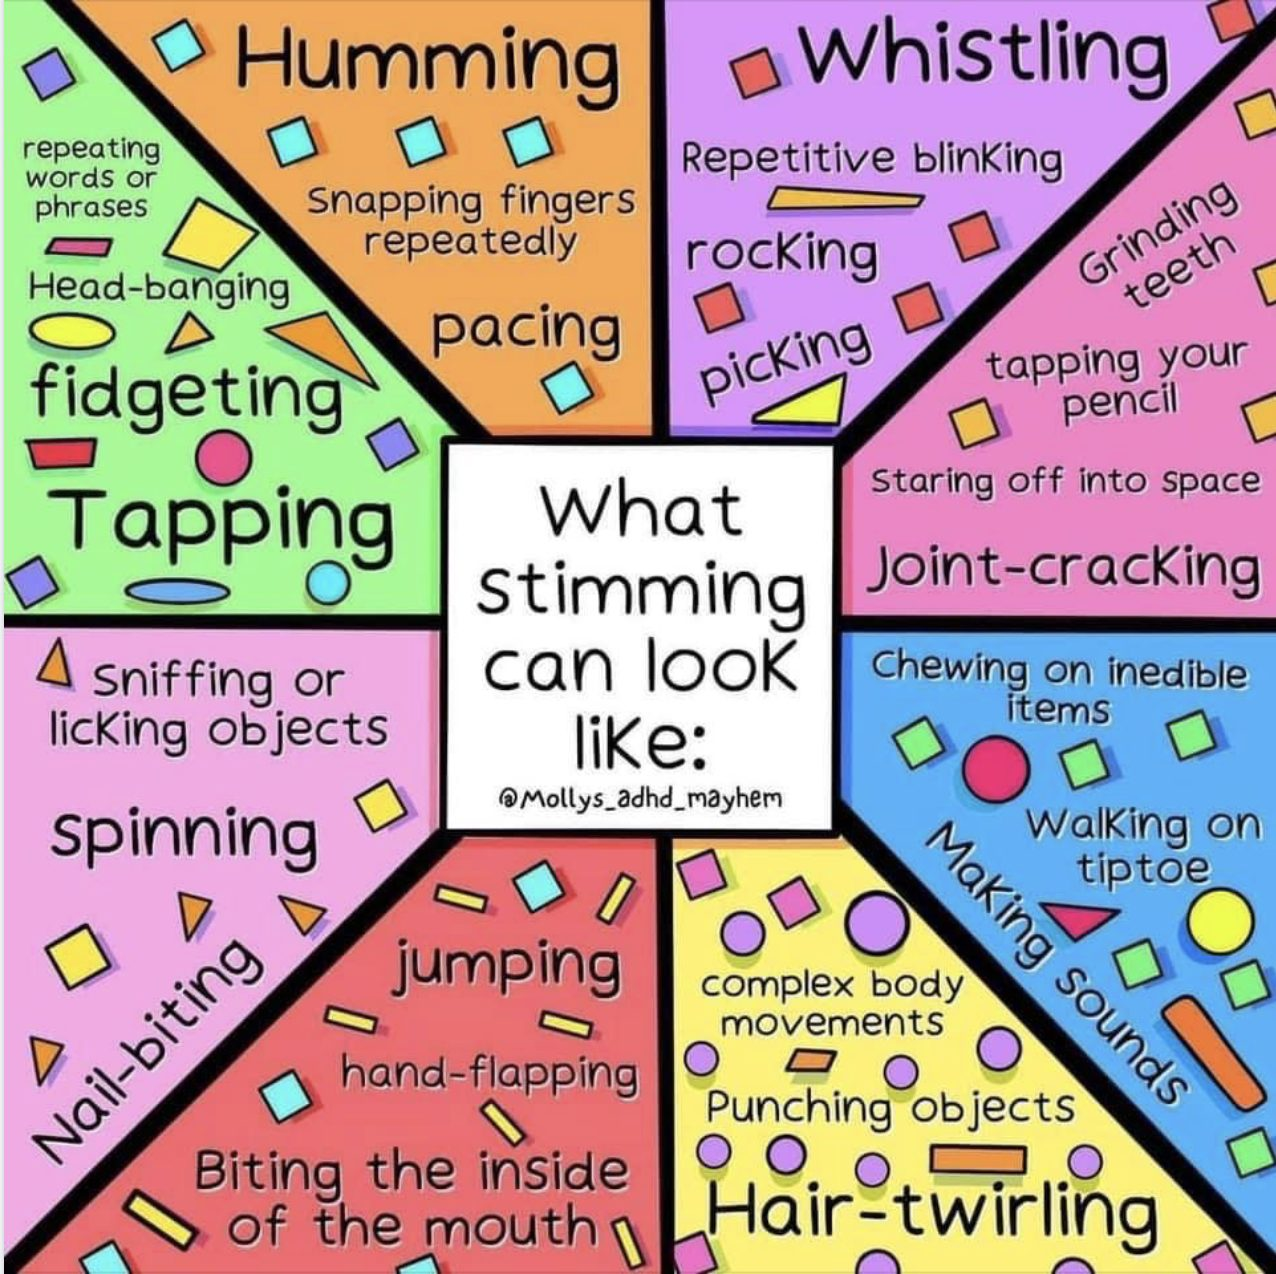 What
stimming
can look
like:
@Mollys_adhd_mayhem
Humming
Snapping fingers
repeatedly
pacing
Whistling
Repetitive blinking
rocking
picking
Grinding
teeth
tapping your
pencil
Staring off into space
Joint-cracking
Chewing on inedible
items
Walking on
tiptoe
Making sounds
complex body
movements
Punching objects
Hair-twirling
jumping
hand-flapping
Biting the inside
of the mouth
Sniffing or
licking objects
spinning
Nail-biting
repeating
words or
phrases
Head-banging
fidgeting
Tapping